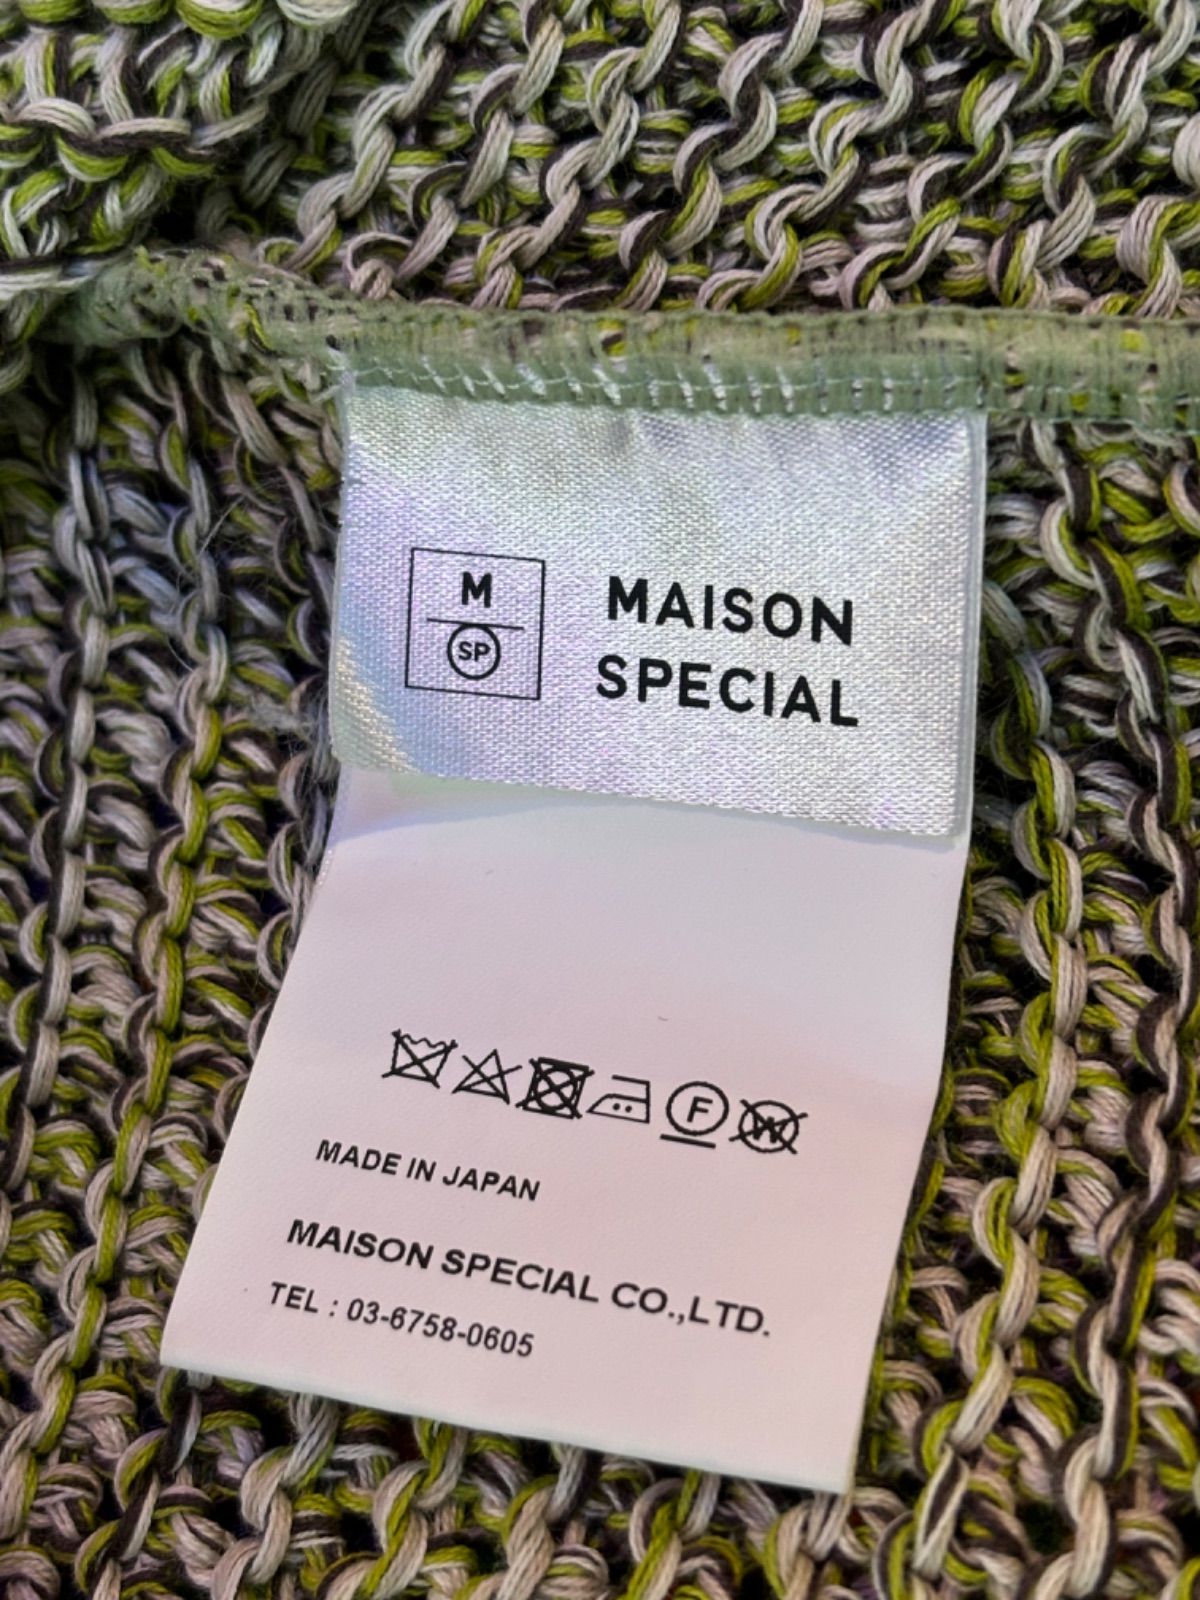 M
SP
MAISON
SPECIAL
F
W
MADE IN JAPAN
MAISON SPECIAL CO.,LTD.
TEL : 03-6758-0605